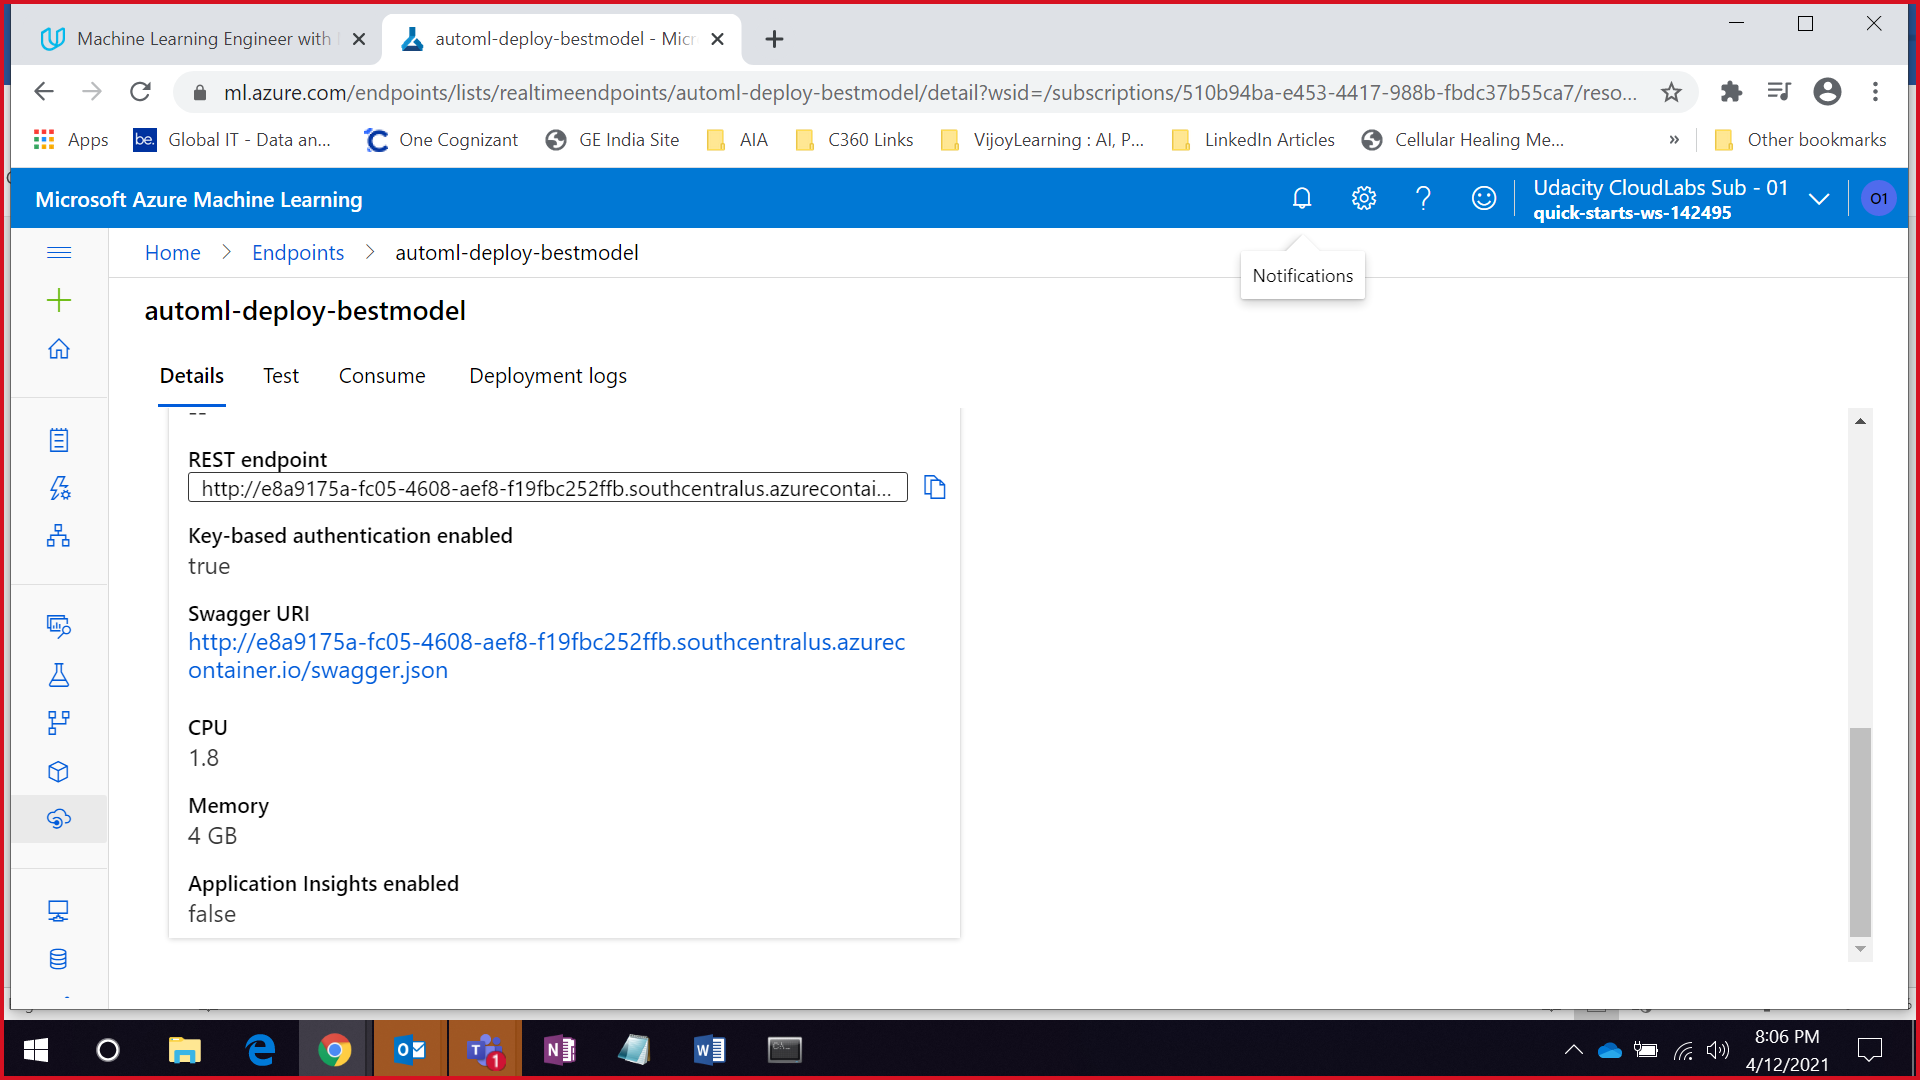 Machine Learning Engineer with
automl-deploy-bestmodel - Micr
ml.azure.com/endpoints/lists/realtimeendpoints/automl-deploy-bestmodel/detail?wsid=/subscriptions/510b94ba-e453-4417-988b-fbdc37b55ca7/reso...
Apps
be. Global IT - Data an...
One Cognizant
GE India Site
AIA
C360 Links
VijoyLearning : AI, P...
LinkedIn Articles
Cellular Healing Me...
»
Other bookmarks
Microsoft Azure Machine Learning
Udacity CloudLabs Sub - 01
quick-starts-ws-142495
O1
Home > Endpoints > automl-deploy-bestmodel
Notifications
automl-deploy-bestmodel
Details Test Consume Deployment logs
--
REST endpoint
http://e8a9175a-fc05-4608-aef8-f19fbc252ffb.southcentralus.azurecontai...
Key-based authentication enabled
true
Swagger URI
http://e8a9175a-fc05-4608-aef8-f19fbc252ffb.southcentralus.azurec
ontainer.io/swagger.json
CPU
1.8
Memory
4 GB
Application Insights enabled
false
1
8:06 PM
4/12/2021